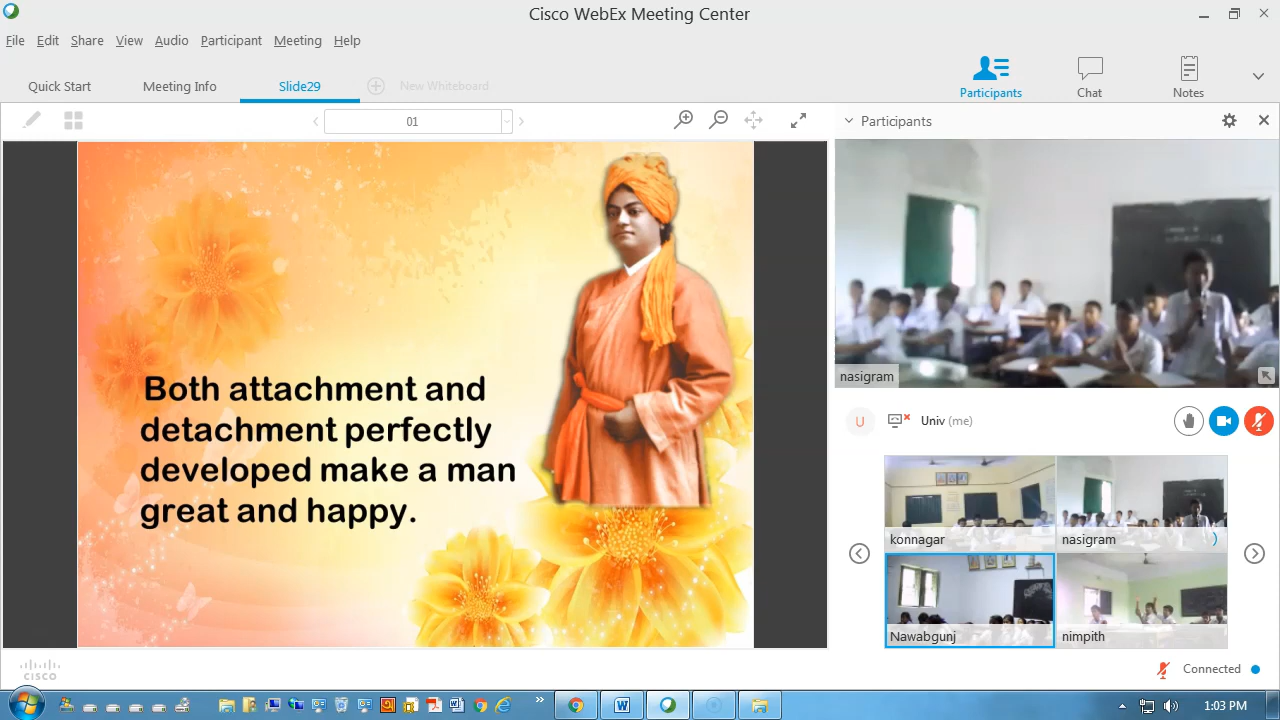 Cisco WebEx Meeting Center
File Edit Share View Audio Participant Meeting Help
Quick Start Meeting Info Slide29 New Whiteboard
Participants Chat Notes
01
Participants
Both attachment and
detachment perfectly
developed make a man
great and happy.
nasigram
U Univ (me)
konnagar nasigram
Nawabgunj nimpith
CISCO
Connected
1:03 PM